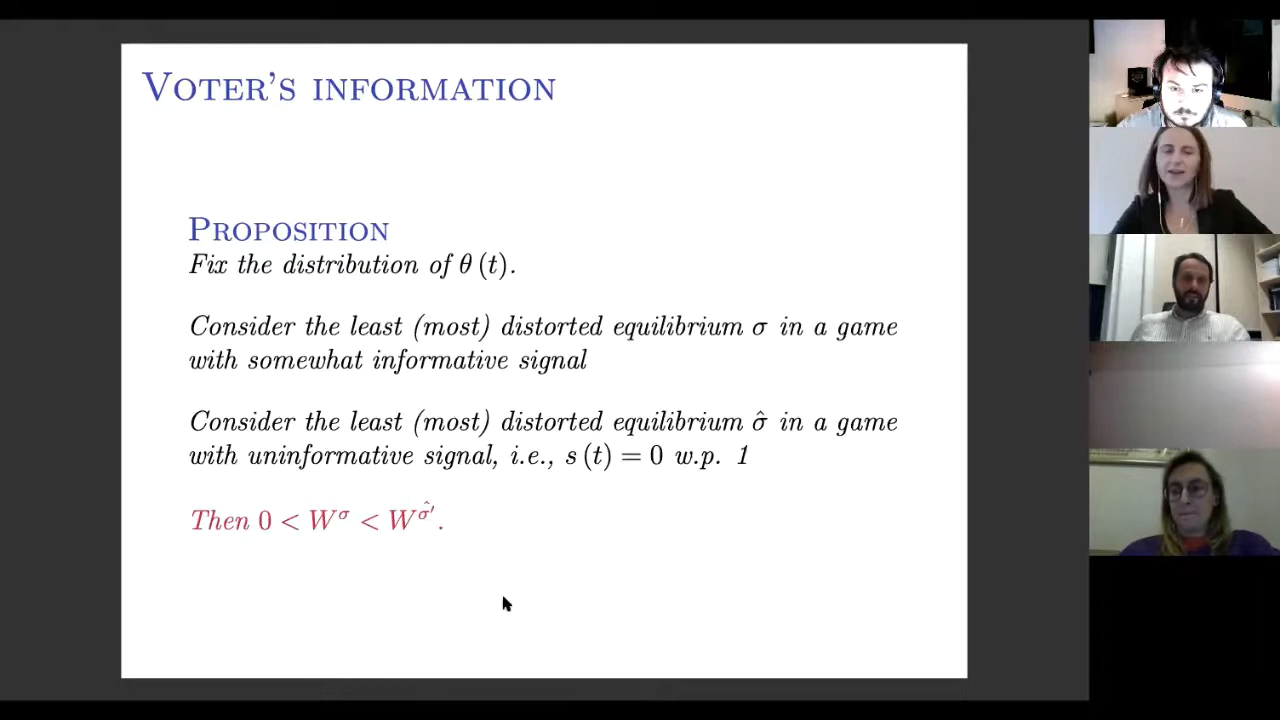 VOTER'S INFORMATION
PROPOSITION
Fix the distribution of θ (t).
Consider the least (most) distorted equilibrium σ in a game
with somewhat informative signal
Consider the least (most) distorted equilibrium σ̂ in a game
with uninformative signal, i.e., s (t) = 0 w.p. 1
Then 0 < W^σ < W^σ̂′.